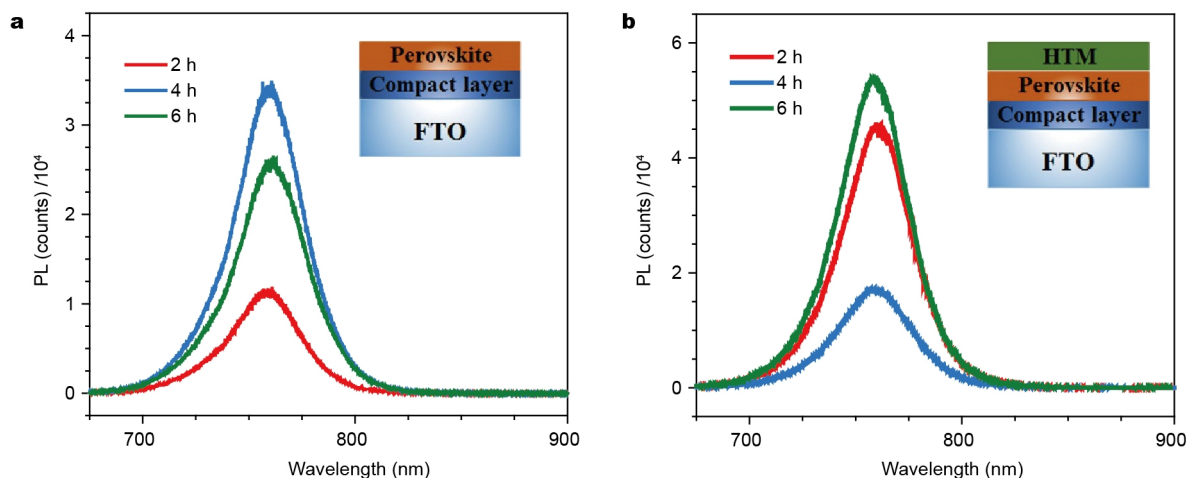 a
4
3
2
1
0
PL (counts) /10⁴
2 h
4 h
6 h
Perovskite
Compact layer
FTO
700
800
900
Wavelength (nm)
b
6
4
2
0
PL (counts) /10⁴
2 h
4 h
6 h
HTM
Perovskite
Compact layer
FTO
700
800
900
Wavelength (nm)